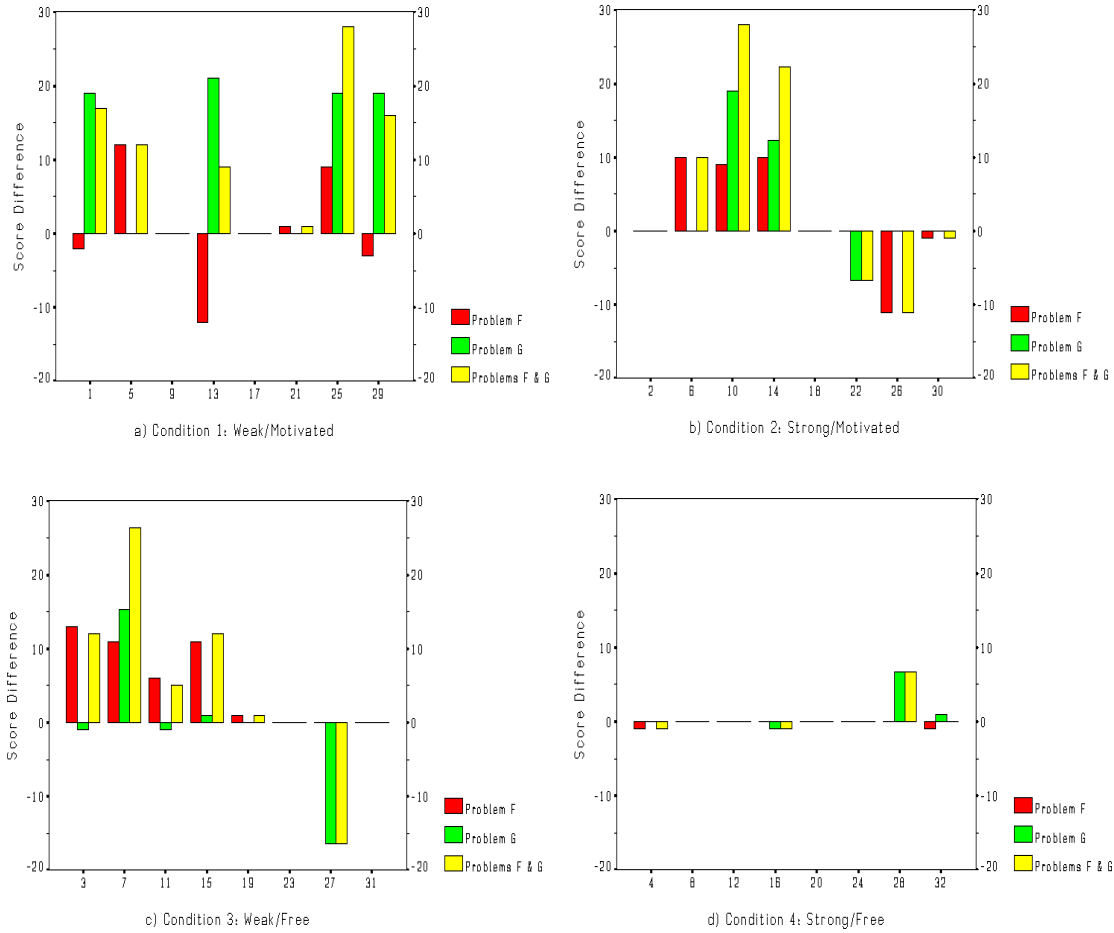 30
20
10
0
-10
-20
30
20
10
0
-10
-20
Score Difference
1 5 9 13 17 21 25 29
Problem F
Problem G
Problems F & G
a) Condition 1: Weak/Motivated
30
20
10
0
-10
-20
30
20
10
0
-10
-20
Score Difference
2 6 10 14 18 22 26 30
Problem F
Problem G
Problems F & G
b) Condition 2: Strong/Motivated
30
20
10
0
-10
-20
30
20
10
0
-10
-20
Score Difference
3 7 11 15 19 23 27 31
Problem F
Problem G
Problems F & G
c) Condition 3: Weak/Free
30
20
10
0
-10
-20
30
20
10
0
-10
-20
Score Difference
4 8 12 16 20 24 28 32
Problem F
Problem G
Problems F & G
d) Condition 4: Strong/Free